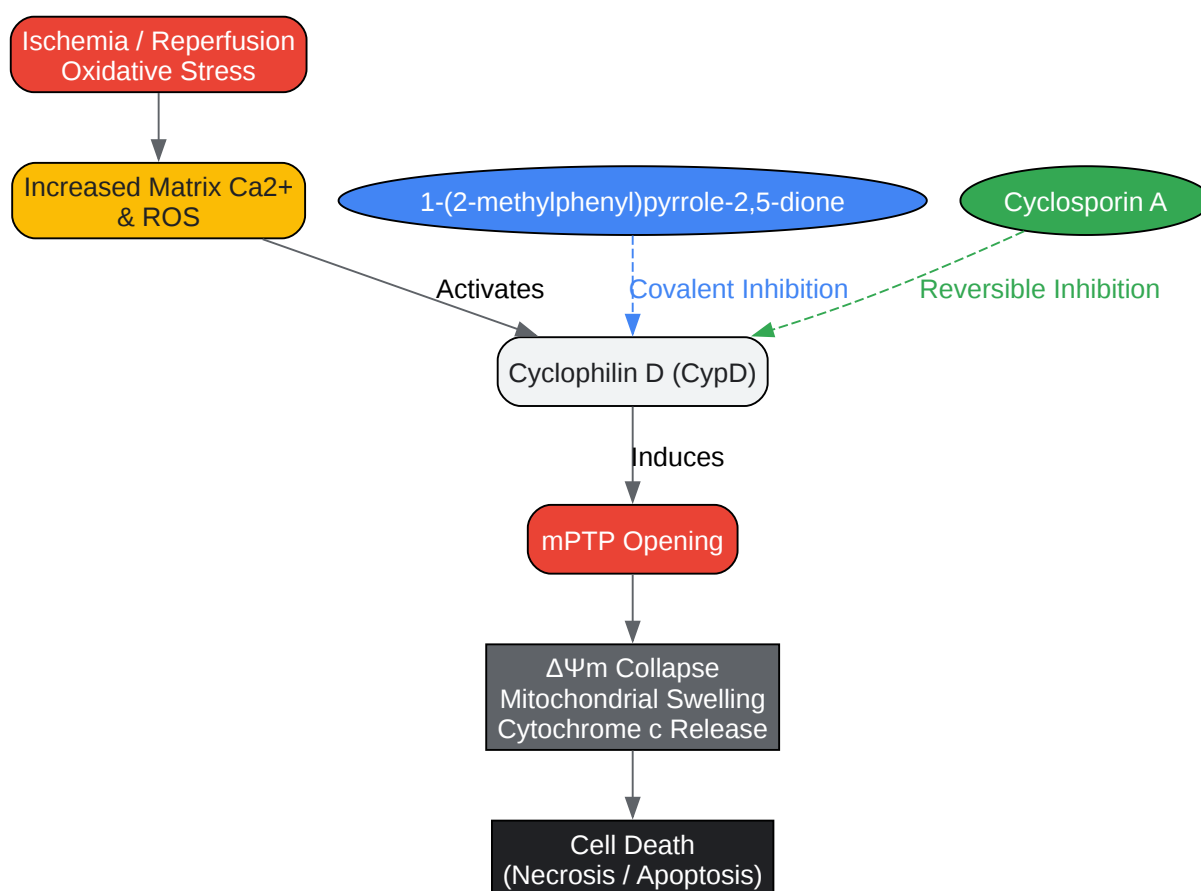 Ischemia / Reperfusion
Oxidative Stress
Increased Matrix Ca2+
& ROS
1-(2-methylphenyl)pyrrole-2,5-dione
Cyclosporin A
Activates
Covalent Inhibition
Reversible Inhibition
Cyclophilin D (CypD)
Induces
mPTP Opening
ΔΨm Collapse
Mitochondrial Swelling
Cytochrome c Release
Cell Death
(Necrosis / Apoptosis)